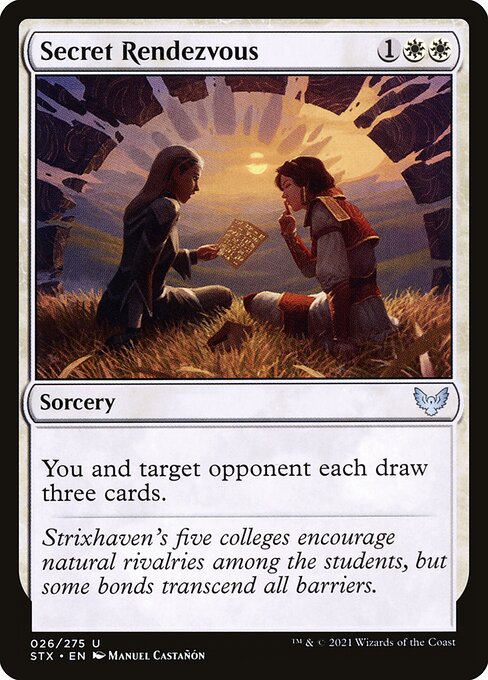 Secret Rendezvous 1
Sorcery
You and target opponent each draw
three cards.
Strixhaven's five colleges encourage
natural rivalries among the students, but
some bonds transcend all barriers.
026/275 U
STX • EN Manuel Castañón
™ & © 2021 Wizards of the Coast